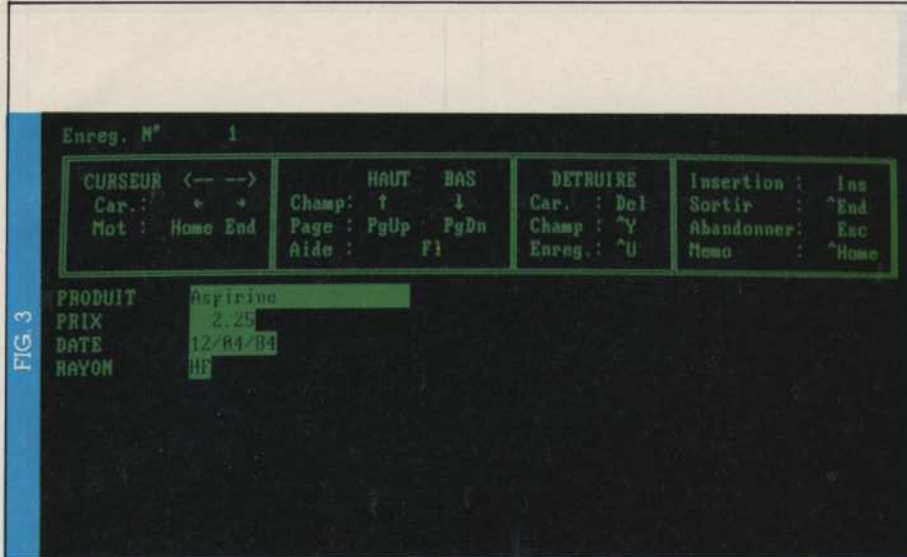 Enreg. N° 1
CURSEUR <-- -->
Car.: ← →
Mot : Home End
HAUT BAS
Champ: ↑ ↓
Page : PgUp PgDn
Aide : F1
DETRUIRE
Car. : Del
Champ : ^Y
Enreg.: ^U
Insertion : Ins
Sortir : ^End
Abandonner: Esc
Memo : ^Home
PRODUIT Aspirine
PRIX 2.25
DATE 12/04/84
RAYON HF
FIG. 3